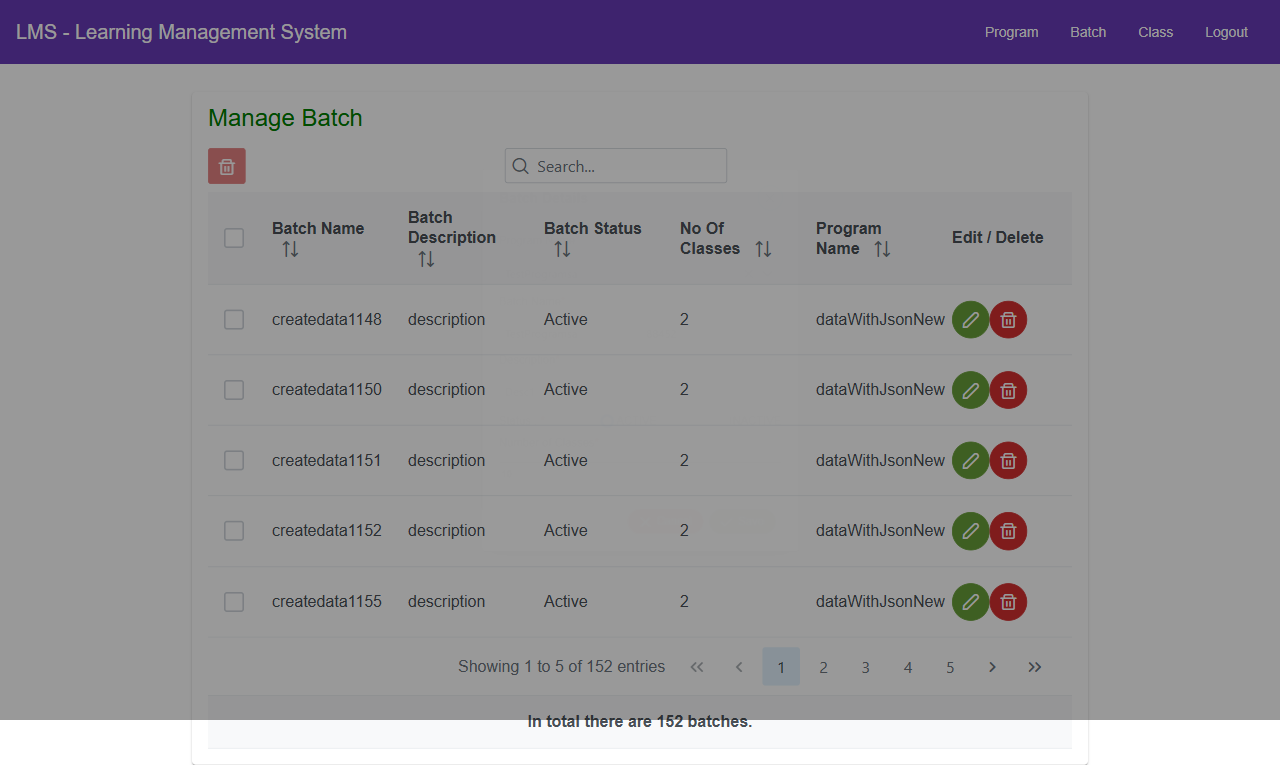 LMS - Learning Management System Program Batch Class Logout
Manage Batch
Search...
Batch Name Batch Description Batch Status No Of Classes Program Name Edit / Delete
createdata1148 description Active 2 dataWithJsonNew
createdata1150 description Active 2 dataWithJsonNew
createdata1151 description Active 2 dataWithJsonNew
createdata1152 description Active 2 dataWithJsonNew
createdata1155 description Active 2 dataWithJsonNew
Showing 1 to 5 of 152 entries << < 1 2 3 4 5 > >>
In total there are 152 batches.